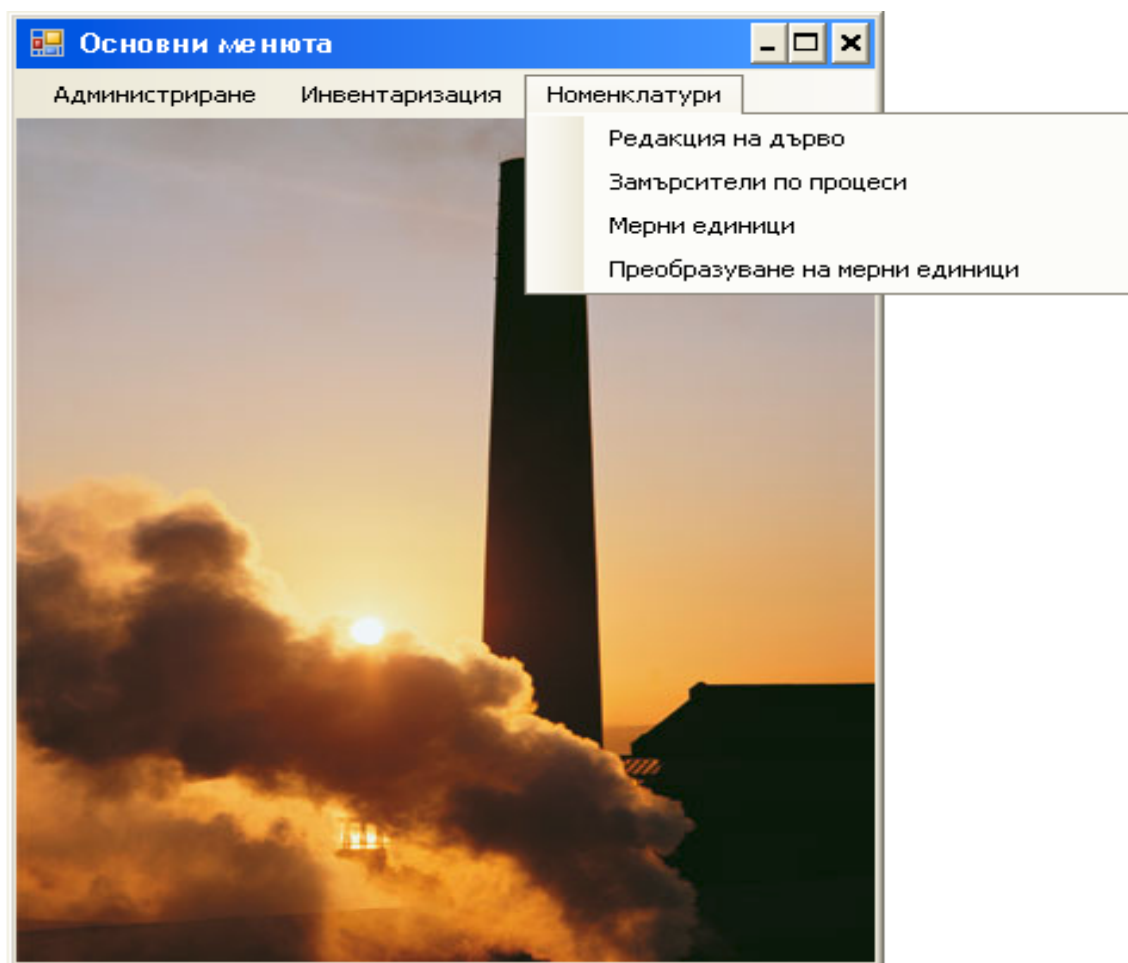 Основни менюта
Администриране Инвентаризация Номенклатури
Редакция на дърво
Замърсители по процеси
Мерни единици
Преобразуване на мерни единици